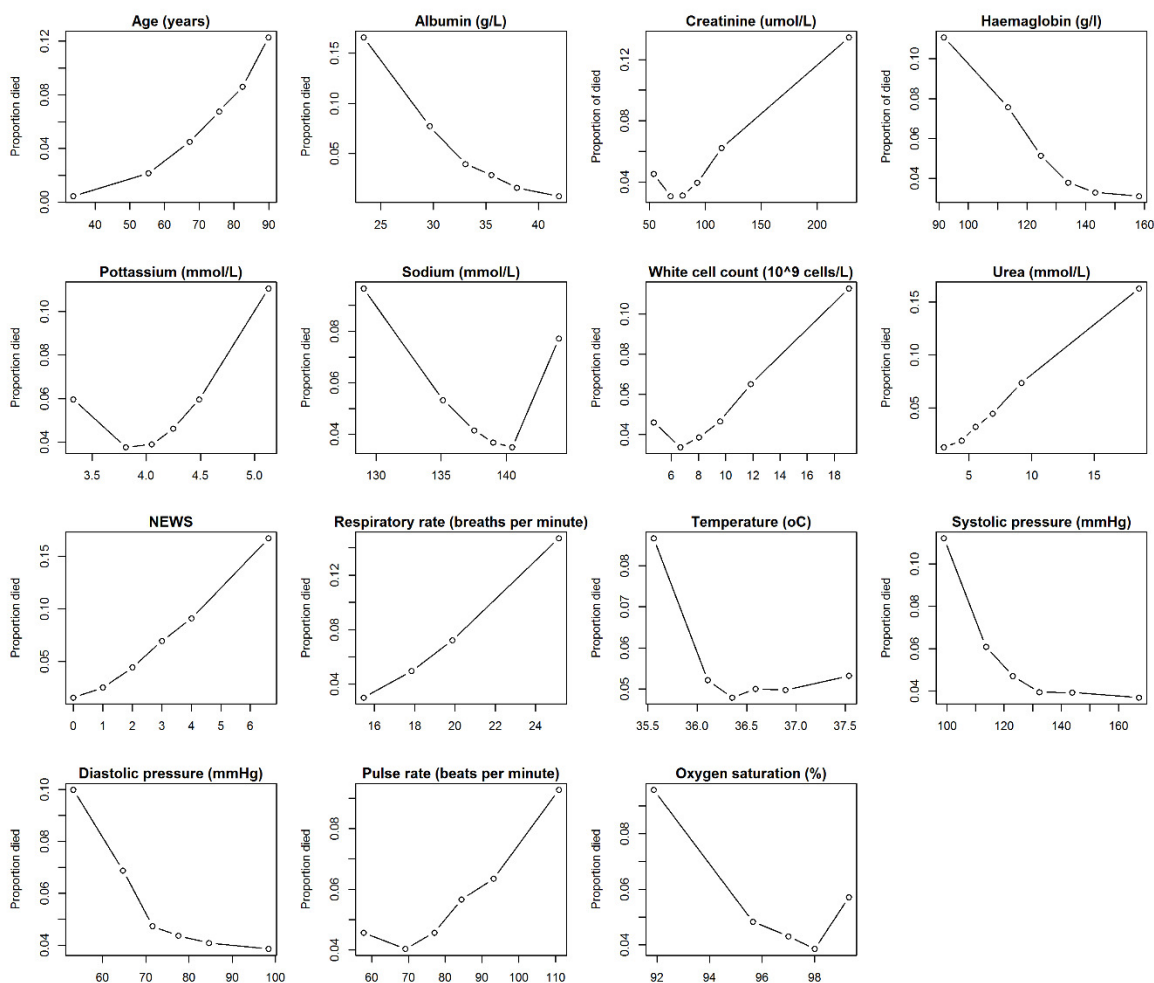 Age (years)
Proportion died
0.00 0.04 0.08 0.12
40 50 60 70 80 90
Albumin (g/L)
Proportion died
0.05 0.10 0.15
25 30 35 40
Creatinine (umol/L)
Proportion of died
0.04 0.08 0.12
50 100 150 200
Haemaglobin (g/l)
Proportion of died
0.04 0.06 0.08 0.10
90 100 110 120 130 140 150 160
Pottassium (mmol/L)
Proportion died
0.04 0.06 0.08 0.10
3.5 4.0 4.5 5.0
Sodium (mmol/L)
Proportion died
0.04 0.06 0.08
130 135 140
White cell count (10^9 cells/L)
Proportion died
0.04 0.06 0.08 0.10
6 8 10 12 14 16 18
Urea (mmol/L)
Proportion died
0.05 0.10 0.15
5 10 15
NEWS
Proportion died
0.05 0.10 0.15
0 1 2 3 4 5 6
Respiratory rate (breaths per minute)
Proportion died
0.04 0.08 0.12
16 18 20 22 24
Temperature (oC)
Proportion died
0.05 0.06 0.07 0.08
35.5 36.0 36.5 37.0 37.5
Systolic pressure (mmHg)
Proportion died
0.04 0.06 0.08 0.10
100 120 140 160
Diastolic pressure (mmHg)
Proportion died
0.04 0.06 0.08 0.10
60 70 80 90 100
Pulse rate (beats per minute)
Proportion died
0.04 0.06 0.08
60 70 80 90 100 110
Oxygen saturation (%)
Proportion died
0.04 0.06 0.08
92 94 96 98